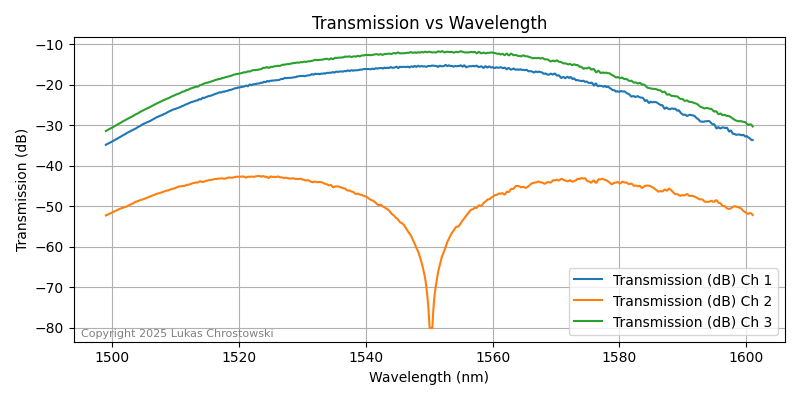 Transmission vs Wavelength
Transmission (dB)
−10
−20
−30
−40
−50
−60
−70
−80
Transmission (dB) Ch 1
Transmission (dB) Ch 2
Transmission (dB) Ch 3
Copyright 2025 Lukas Chrostowski
1500 1520 1540 1560 1580 1600
Wavelength (nm)